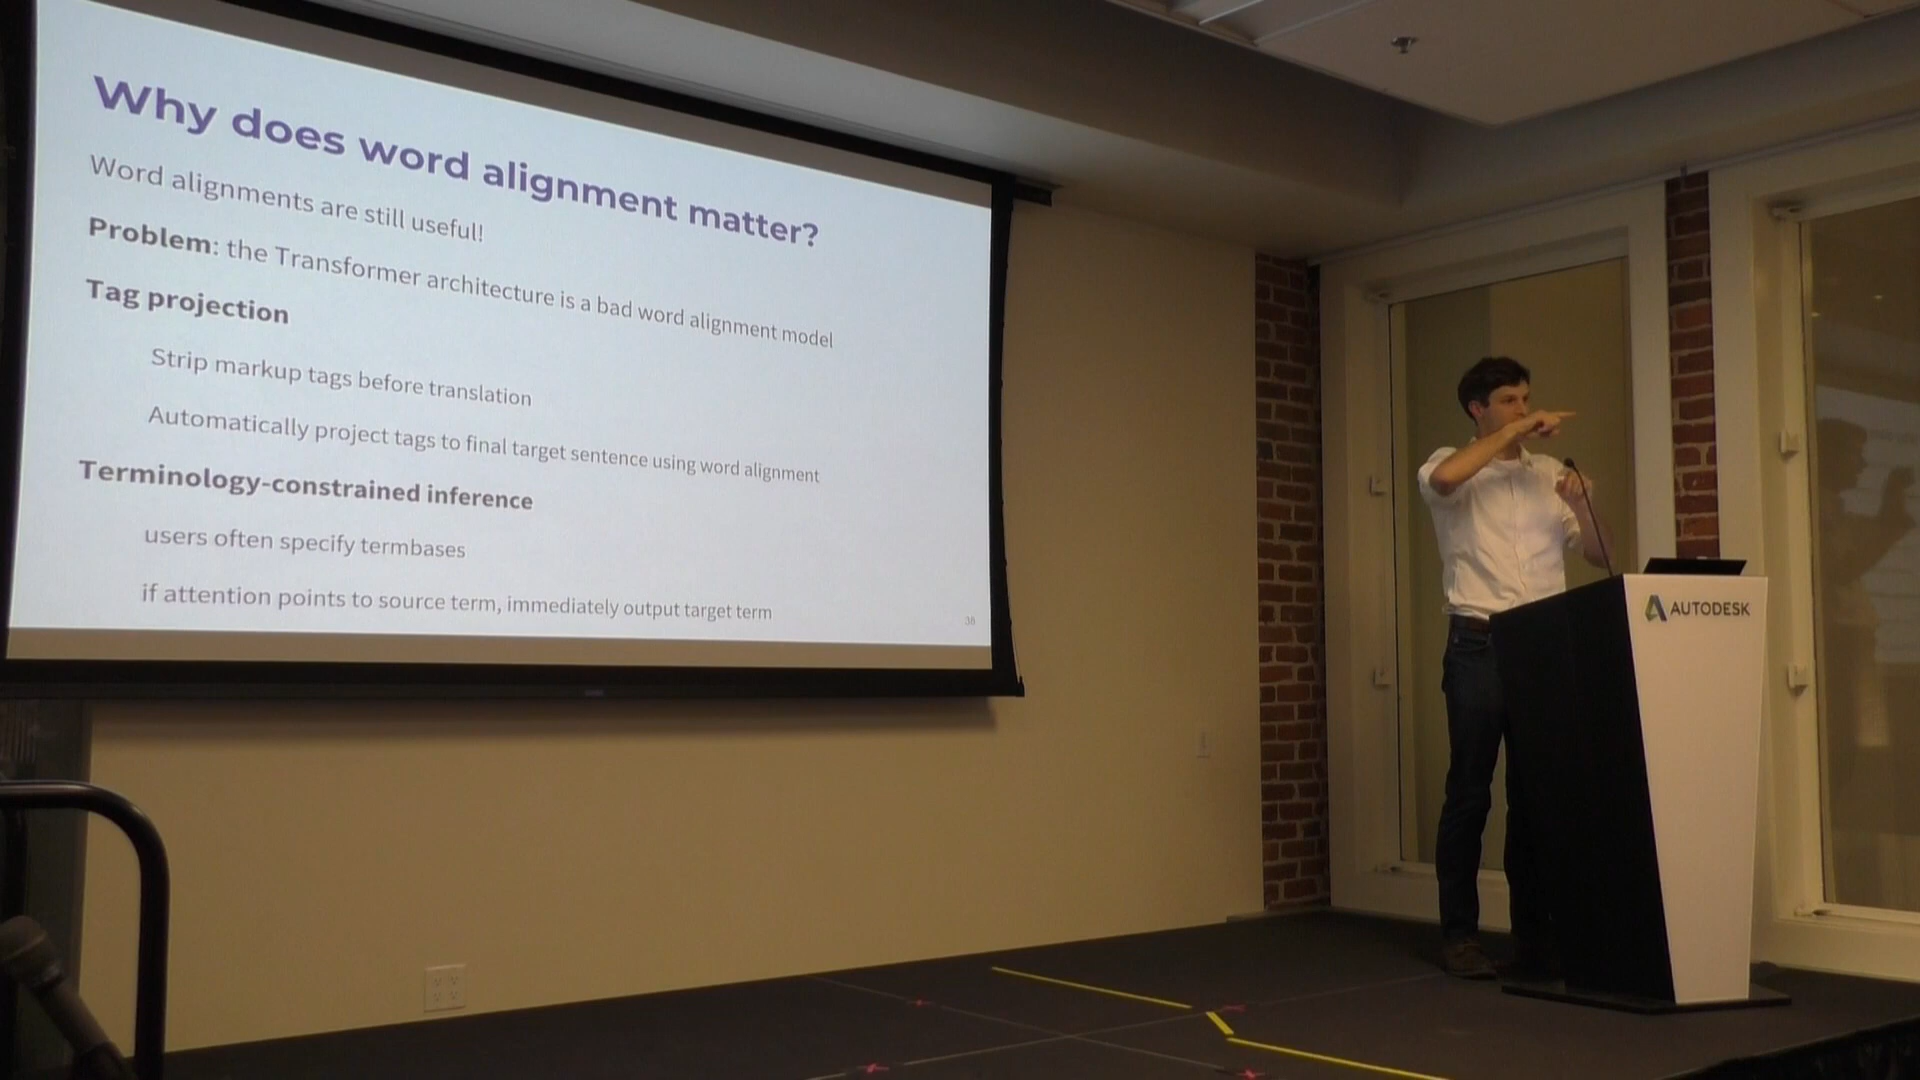 Why does word alignment matter?
Word alignments are still useful!
Problem: the Transformer architecture is a bad word alignment model
Tag projection
Strip markup tags before translation
Automatically project tags to final target sentence using word alignment
Terminology-constrained inference
users often specify termbases
if attention points to source term, immediately output target term
AUTODESK